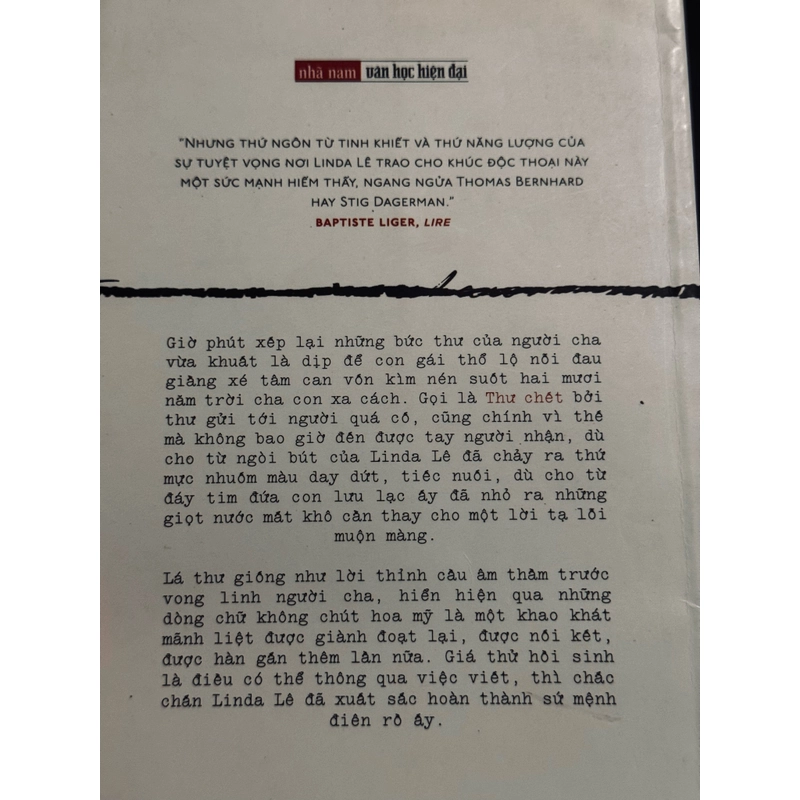 nhã nam văn học hiện đại
"NHƯNG THỨ NGÔN TỪ TINH KHIẾT VÀ THỨ NĂNG LƯỢNG CỦA
SỰ TUYỆT VỌNG NƠI LINDA LÊ TRAO CHO KHÚC ĐỘC THOẠI NÀY
MỘT SỨC MẠNH HIẾM THẤY, NGANG NGỬA THOMAS BERNHARD
HAY STIG DAGERMAN."
BAPTISTE LIGER, LIRE
Giờ phút xếp lại những bức thư của người cha
vừa khuất là dịp để con gái thổ lộ nỗi đau
giằng xé tâm can vốn kìm nén suốt hai mươi
năm trời cha con xa cách. Gọi là Thư chết bởi
thư gửi tới người quá cố, cũng chính vì thế
mà không bao giờ đến được tay người nhận, dù
cho từ ngòi bút của Linda Lê đã chảy ra thứ
mực nhuốm màu day dứt, tiếc nuối, dù cho từ
đáy tim đứa con lưu lạc ấy đã nhỏ ra những
giọt nước mắt khô cằn thay cho một lời tạ lỗi
muộn màng.
Lá thư giống như lời thỉnh cầu âm thầm trước
vong linh người cha, hiển hiện qua những
dòng chữ không chút hoa mỹ là một khao khát
mãnh liệt được giành đoạt lại, được nối kết,
được hàn gắn thêm lần nữa. Giá thử hồi sinh
là điều có thể thông qua việc viết, thì chắc
chắn Linda Lê đã xuất sắc hoàn thành sứ mệnh
điên rồ ấy.